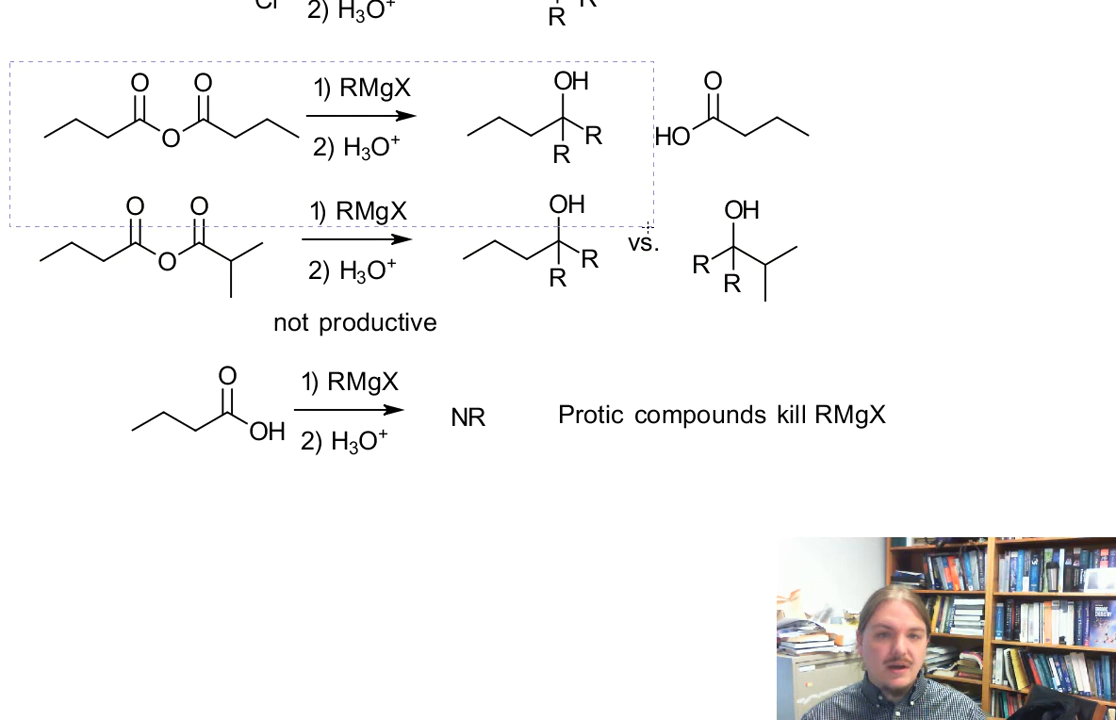 Cl 2) H₃O⁺ R R
O O 1) RMgX OH O
O 2) H₃O⁺ R R HO
O O 1) RMgX OH vs. OH
O 2) H₃O⁺ R R R R
not productive
O 1) RMgX
OH 2) H₃O⁺ NR Protic compounds kill RMgX